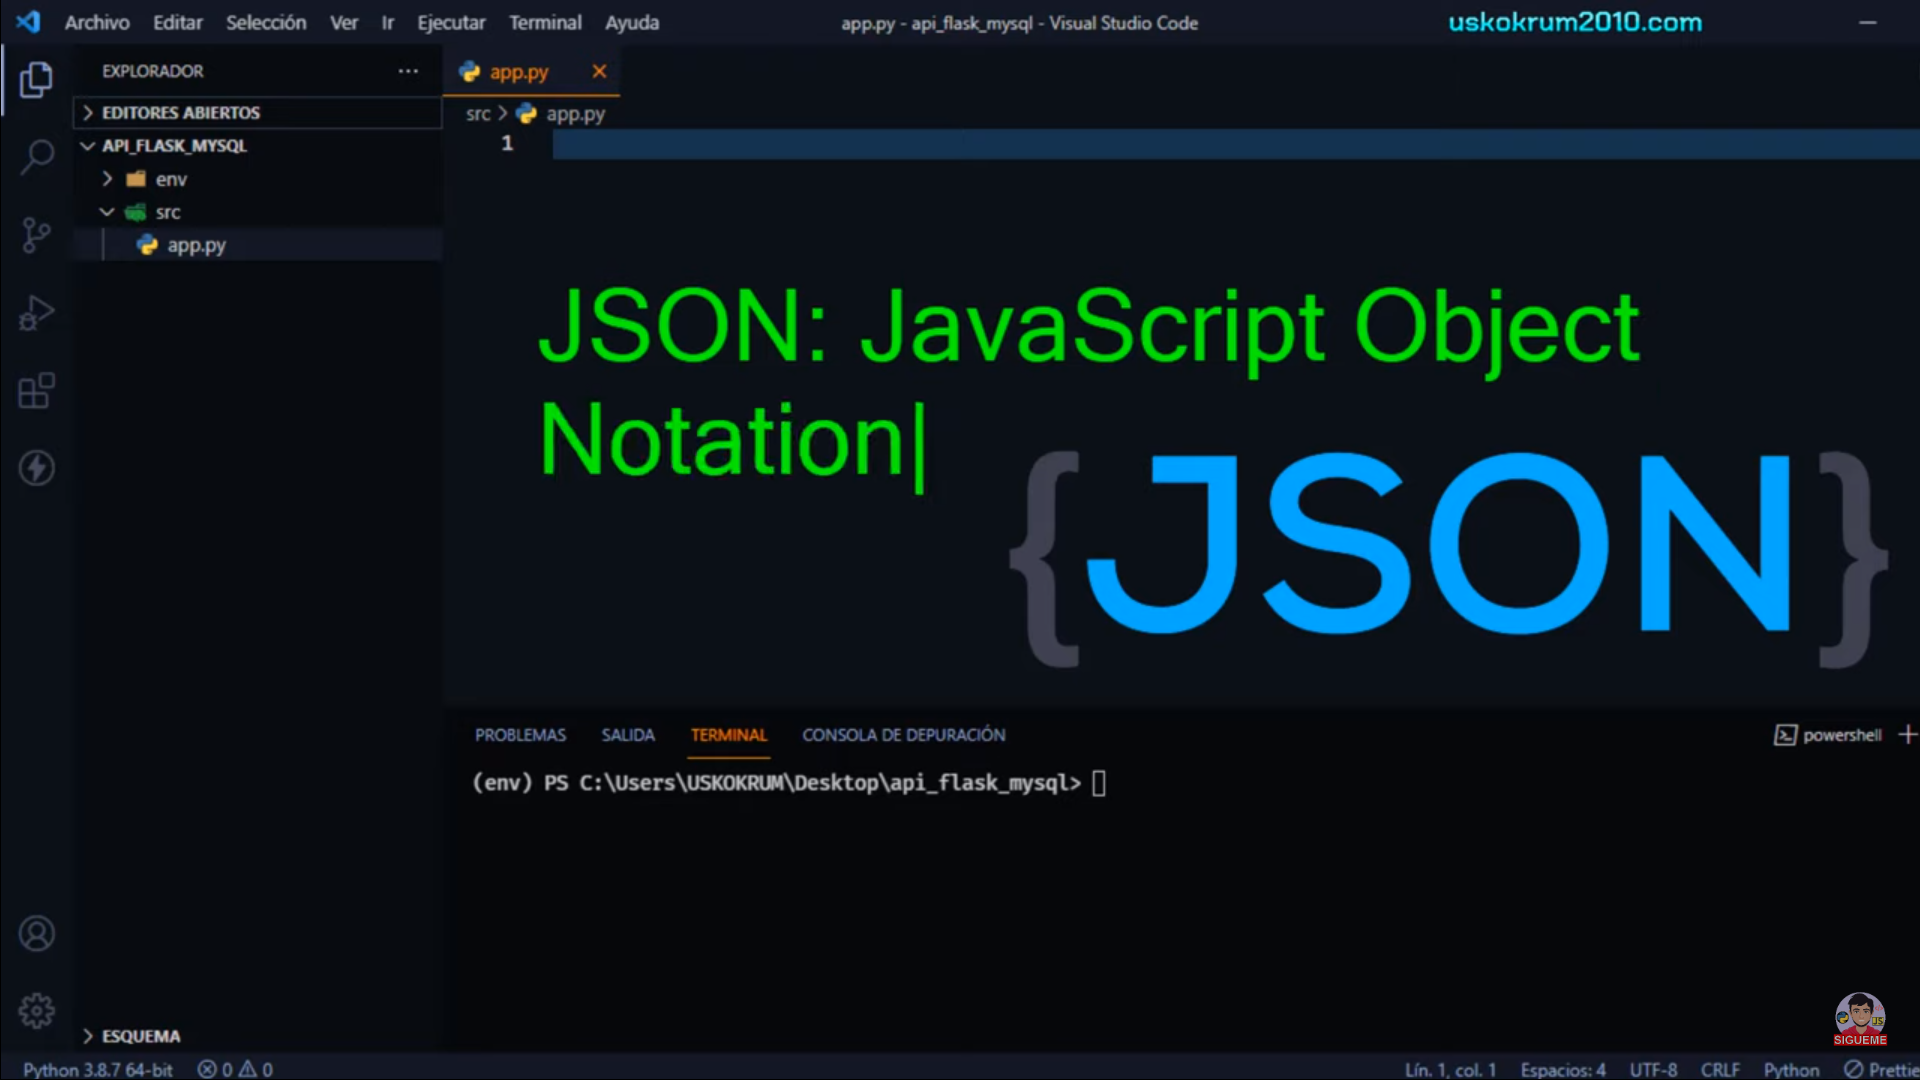 Archivo Editar Selección Ver Ir Ejecutar Terminal Ayuda
app.py - api_flask_mysql - Visual Studio Code
uskokrum2010.com
EXPLORADOR
app.py
EDITORES ABIERTOS
src > app.py
API_FLASK_MYSQL
1
env
src
app.py
JSON: JavaScript Object
Notation|
{JSON}
PROBLEMAS SALIDA TERMINAL CONSOLA DE DEPURACIÓN
powershell
(env) PS C:\Users\USKOKRUM\Desktop\api_flask_mysql>
JS
SIGUEME
ESQUEMA
Python 3.8.7 64-bit 0 0
Lín. 1, col. 1 Espacios: 4 UTF-8 CRLF Python Prettie